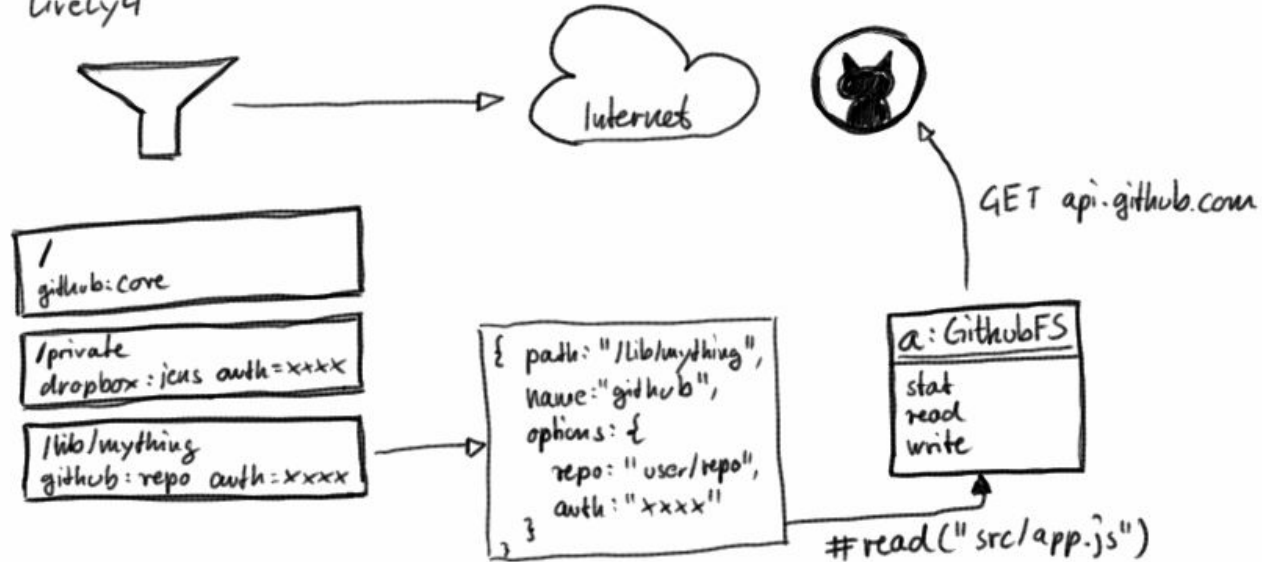 Lively4
Internet
GET api.github.com
/
github:core
/private
dropbox: jens auth=xxxx
/lib/mything
github: repo auth=xxxx
{ path: "/lib/mything",
name: "github",
options: {
repo: "user/repo",
auth: "xxxx"
}
}
a: GithubFS
stat
read
write
#read("src/app.js")